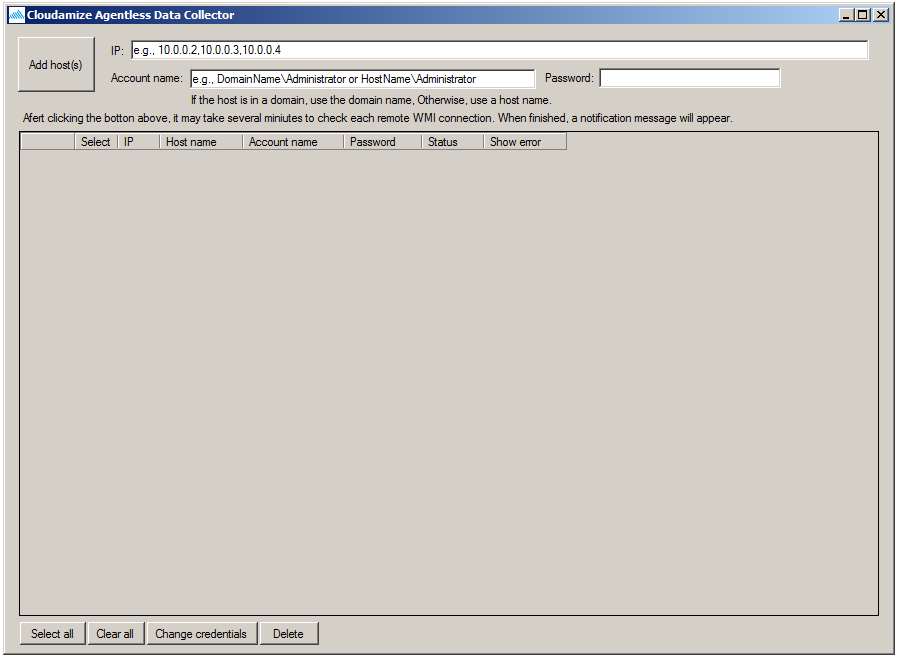 Cloudamize Agentless Data Collector
Add host(s)
IP: e.g., 10.0.0.2,10.0.0.3,10.0.0.4
Account name: e.g., DomainName\Administrator or HostName\Administrator Password:
If the host is in a domain, use the domain name, Otherwise, use a host name.
Afert clicking the botton above, it may take several miniutes to check each remote WMI connection. When finished, a notification message will appear.
Select IP Host name Account name Password Status Show error
Select all Clear all Change credentials Delete